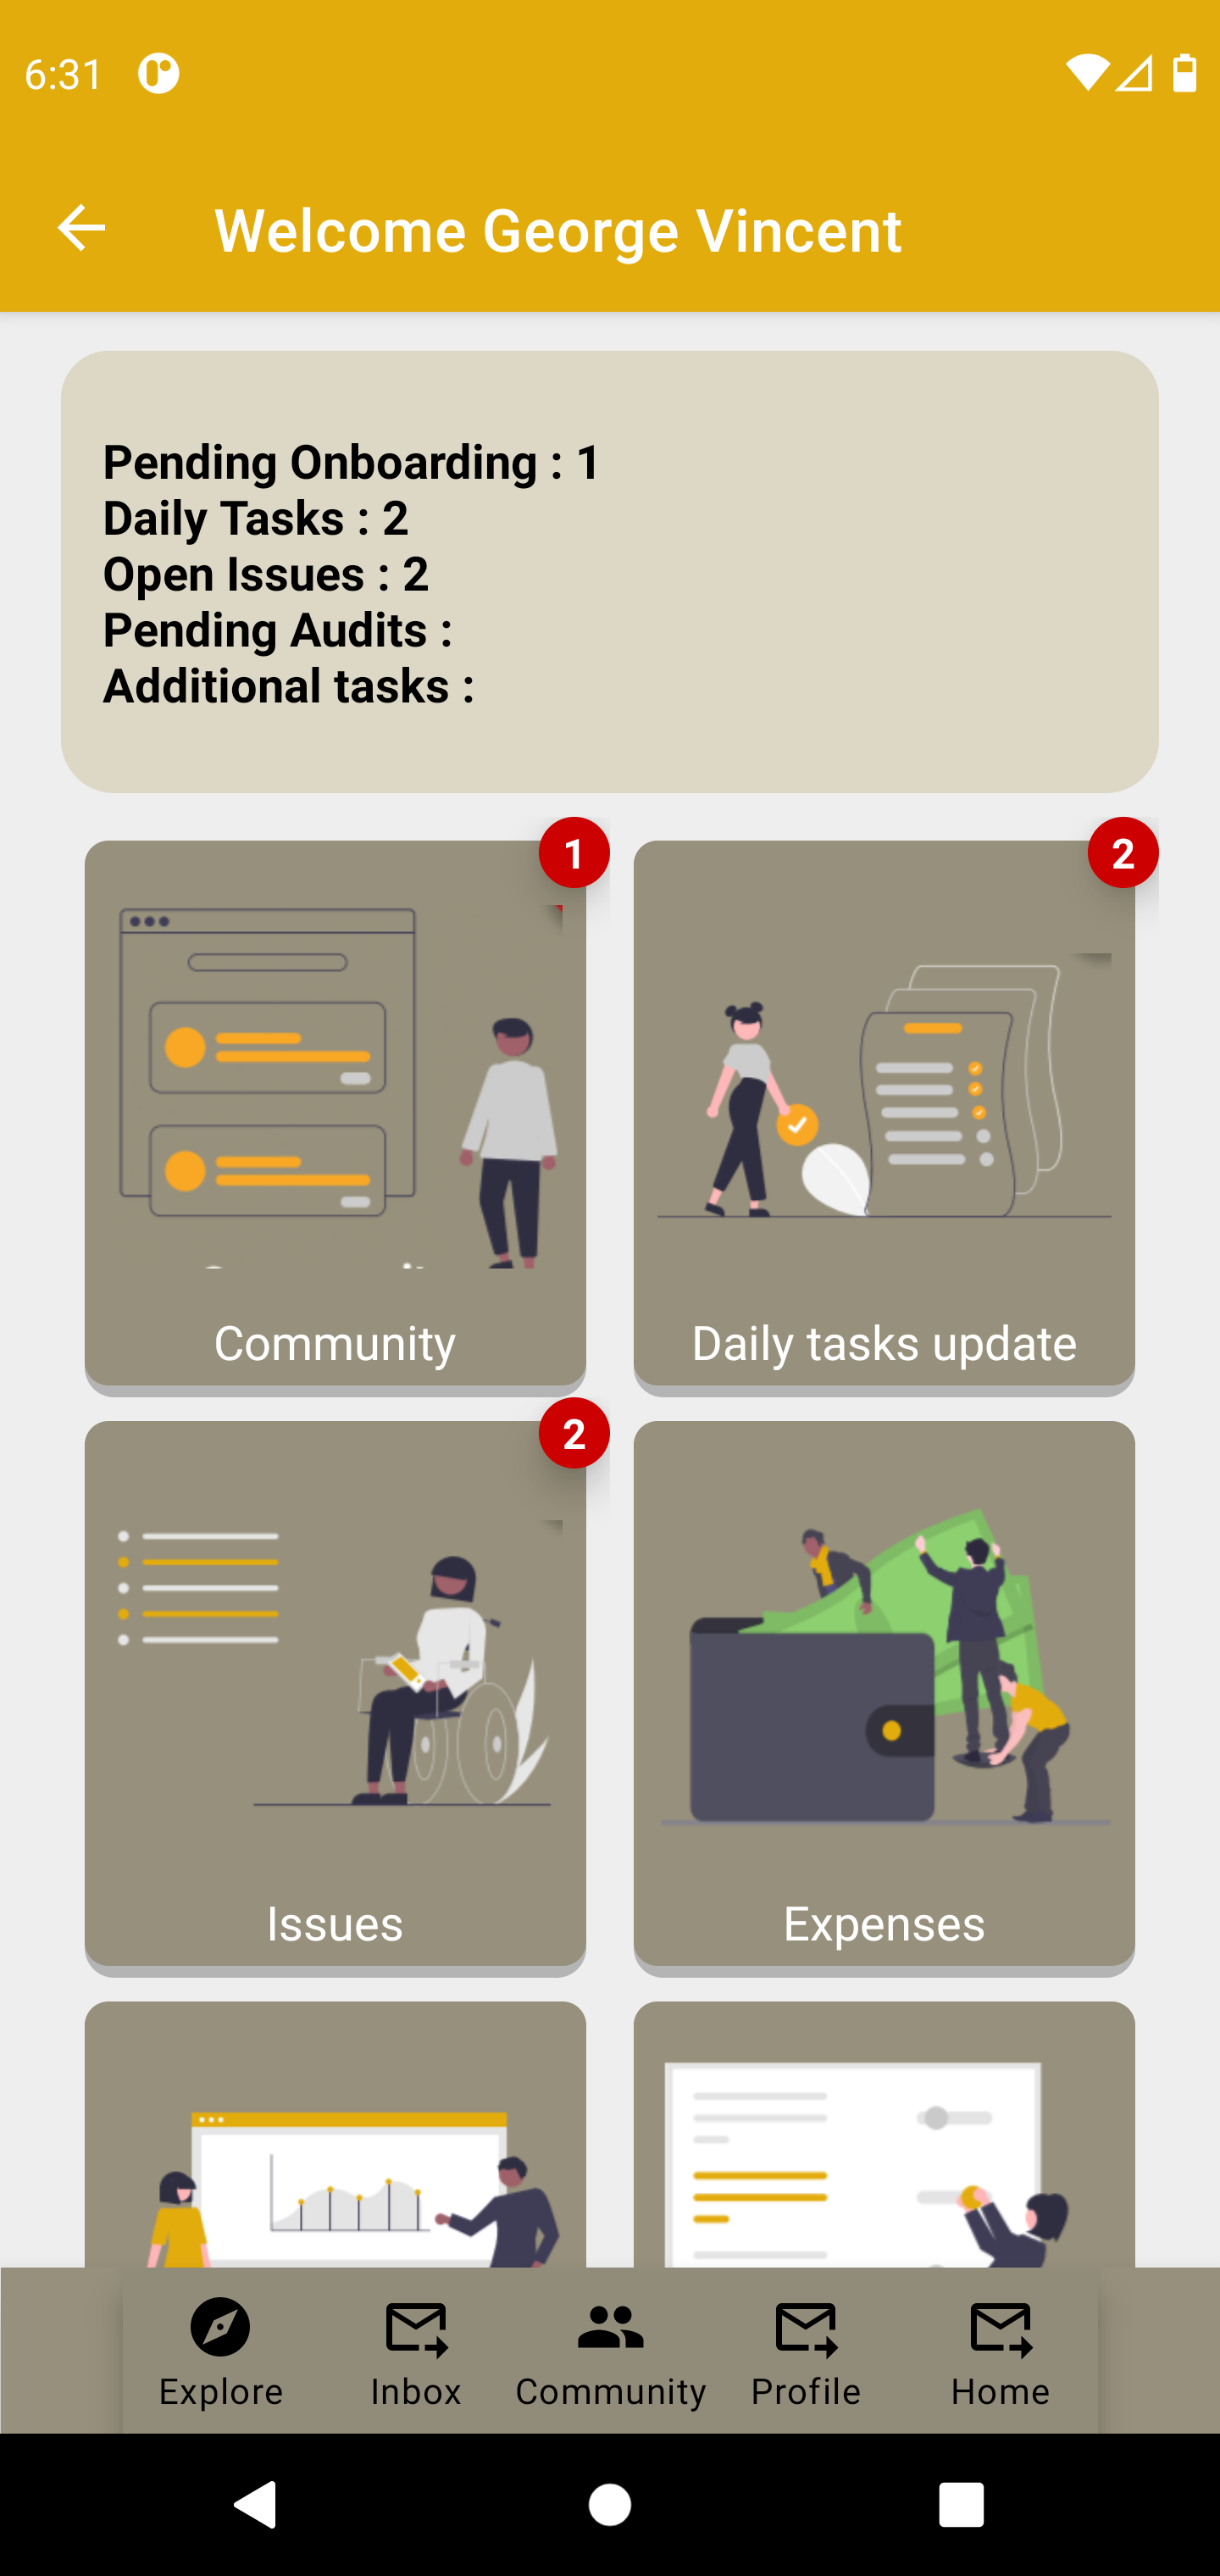 6:31
Welcome George Vincent
Pending Onboarding : 1
Daily Tasks : 2
Open Issues : 2
Pending Audits :
Additional tasks :
1
2
Community
Daily tasks update
2
Issues
Expenses
Explore
Inbox
Community
Profile
Home